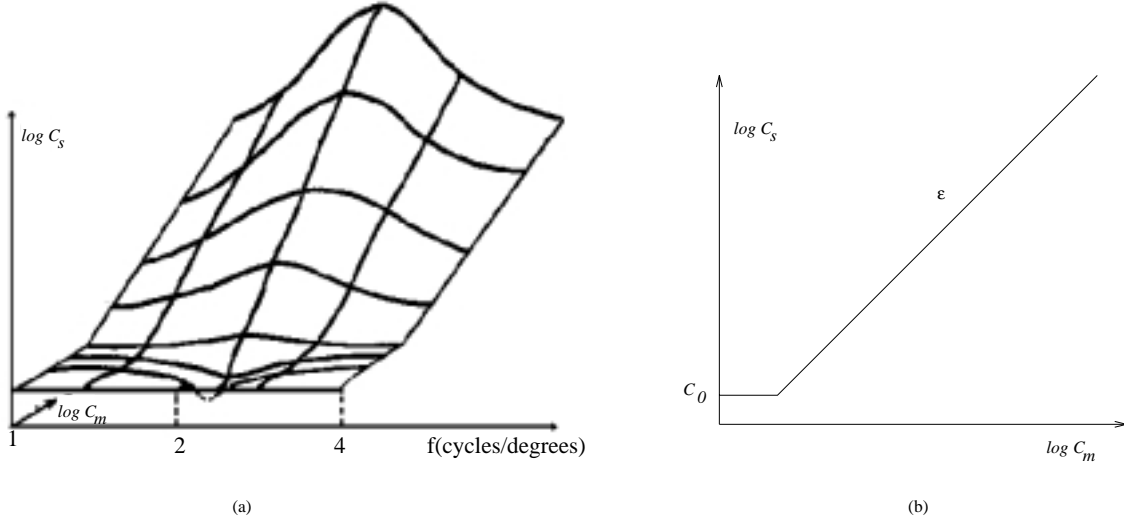 log C_s
log C_m
1 2 4 f(cycles/degrees)
(a)
log C_s
ε
C_0
log C_m
(b)